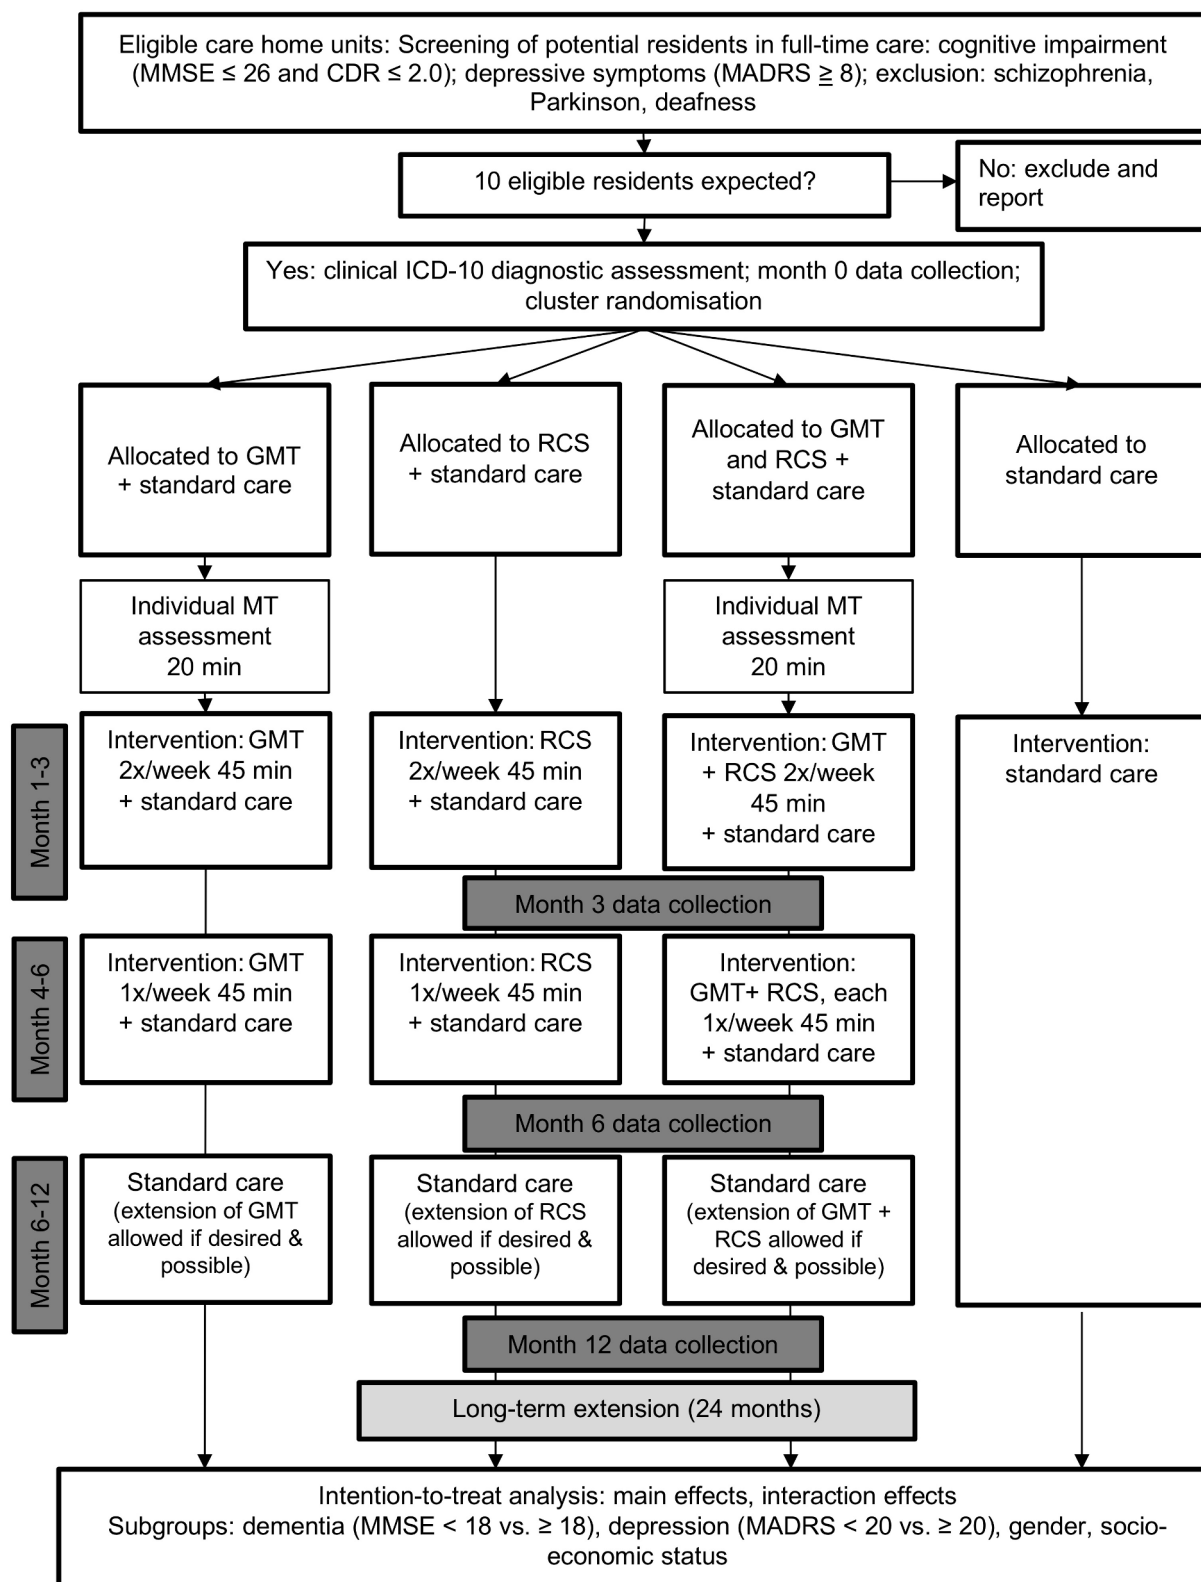 Eligible care home units: Screening of potential residents in full-time care: cognitive impairment
(MMSE ≤ 26 and CDR ≤ 2.0); depressive symptoms (MADRS ≥ 8); exclusion: schizophrenia,
Parkinson, deafness
10 eligible residents expected?
No: exclude and
report
Yes: clinical ICD-10 diagnostic assessment; month 0 data collection;
cluster randomisation
Allocated to GMT
+ standard care
Allocated to RCS
+ standard care
Allocated to GMT
and RCS +
standard care
Allocated to
standard care
Individual MT
assessment
20 min
Individual MT
assessment
20 min
Month 1-3
Intervention: GMT
2x/week 45 min
+ standard care
Intervention: RCS
2x/week 45 min
+ standard care
Intervention: GMT
+ RCS 2x/week
45 min
+ standard care
Intervention:
standard care
Month 3 data collection
Month 4-6
Intervention: GMT
1x/week 45 min
+ standard care
Intervention: RCS
1x/week 45 min
+ standard care
Intervention:
GMT+ RCS, each
1x/week 45 min
+ standard care
Month 6 data collection
Month 6-12
Standard care
(extension of GMT
allowed if desired &
possible)
Standard care
(extension of RCS
allowed if desired &
possible)
Standard care
(extension of GMT +
RCS allowed if
desired & possible)
Month 12 data collection
Long-term extension (24 months)
Intention-to-treat analysis: main effects, interaction effects
Subgroups: dementia (MMSE < 18 vs. ≥ 18), depression (MADRS < 20 vs. ≥ 20), gender, socio-
economic status